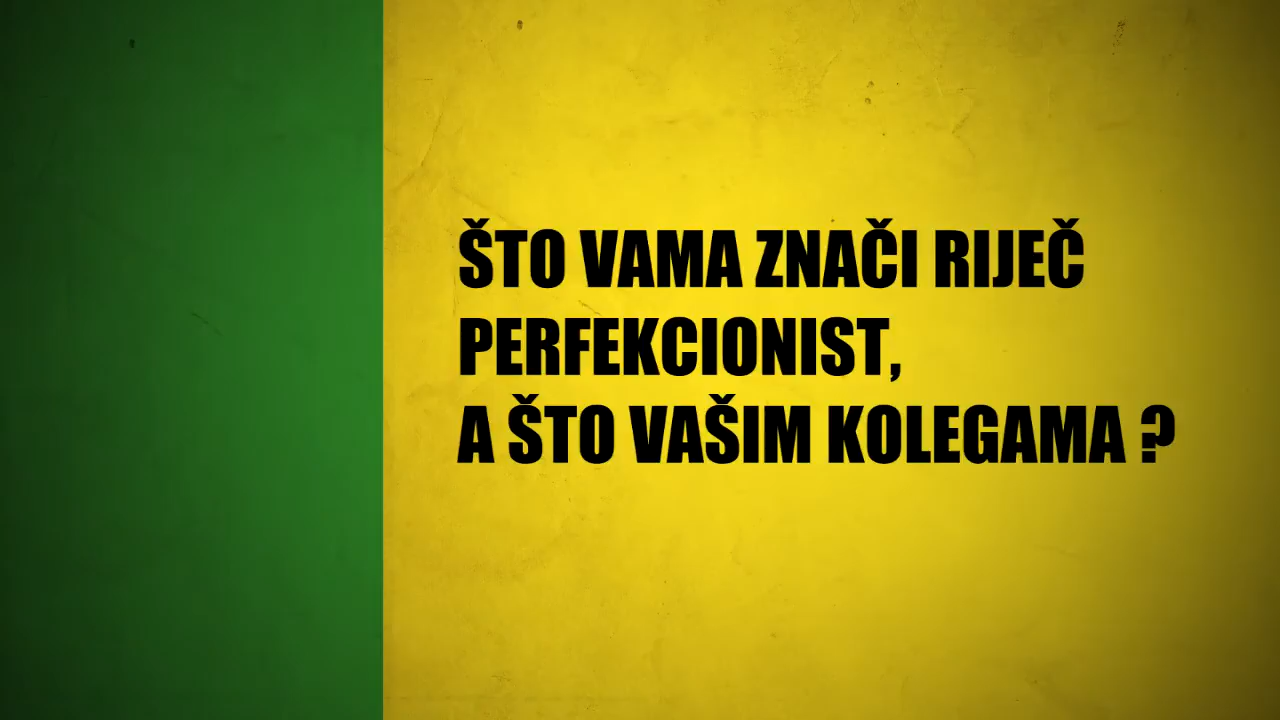 ŠTO VAMA ZNAČI RIJEČ
PERFEKCIONIST,
A ŠTO VAŠIM KOLEGAMA ?